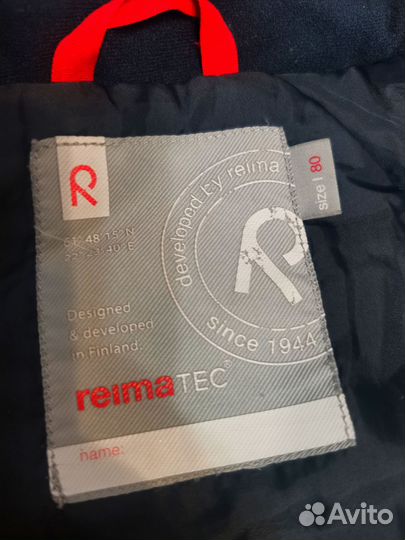 developed by reima
since 1944
size | 80
61° 48' 15"N
22° 23' 40"E
Designed
& developed
in Finland.
reimaTEC®
name:
Avito